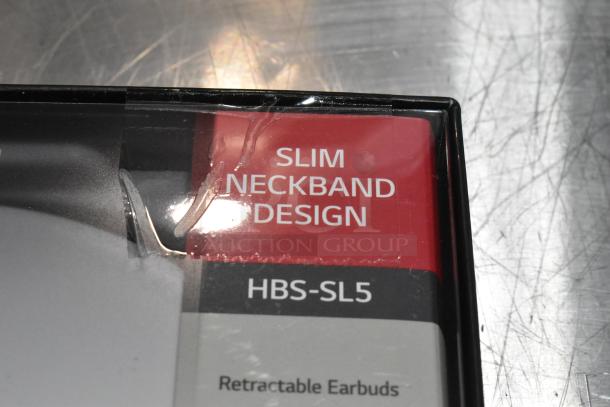 SLIM
NECKBAND
DESIGN
AUCTION GROUP
HBS-SL5
Retractable Earbuds